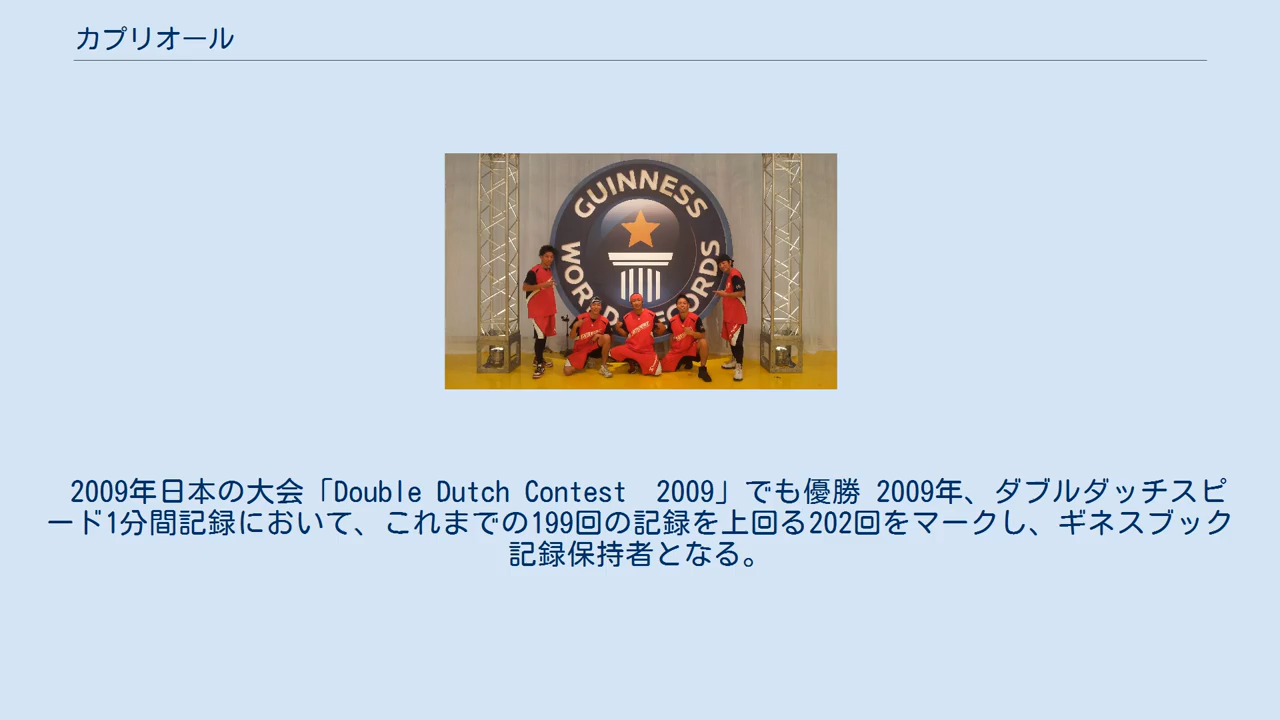 カプリオール
GUINNESS
WORLD RECORDS
2009年日本の大会「Double Dutch Contest　2009」でも優勝 2009年、ダブルダッチスピ
ード1分間記録において、これまでの199回の記録を上回る202回をマークし、ギネスブック
記録保持者となる。